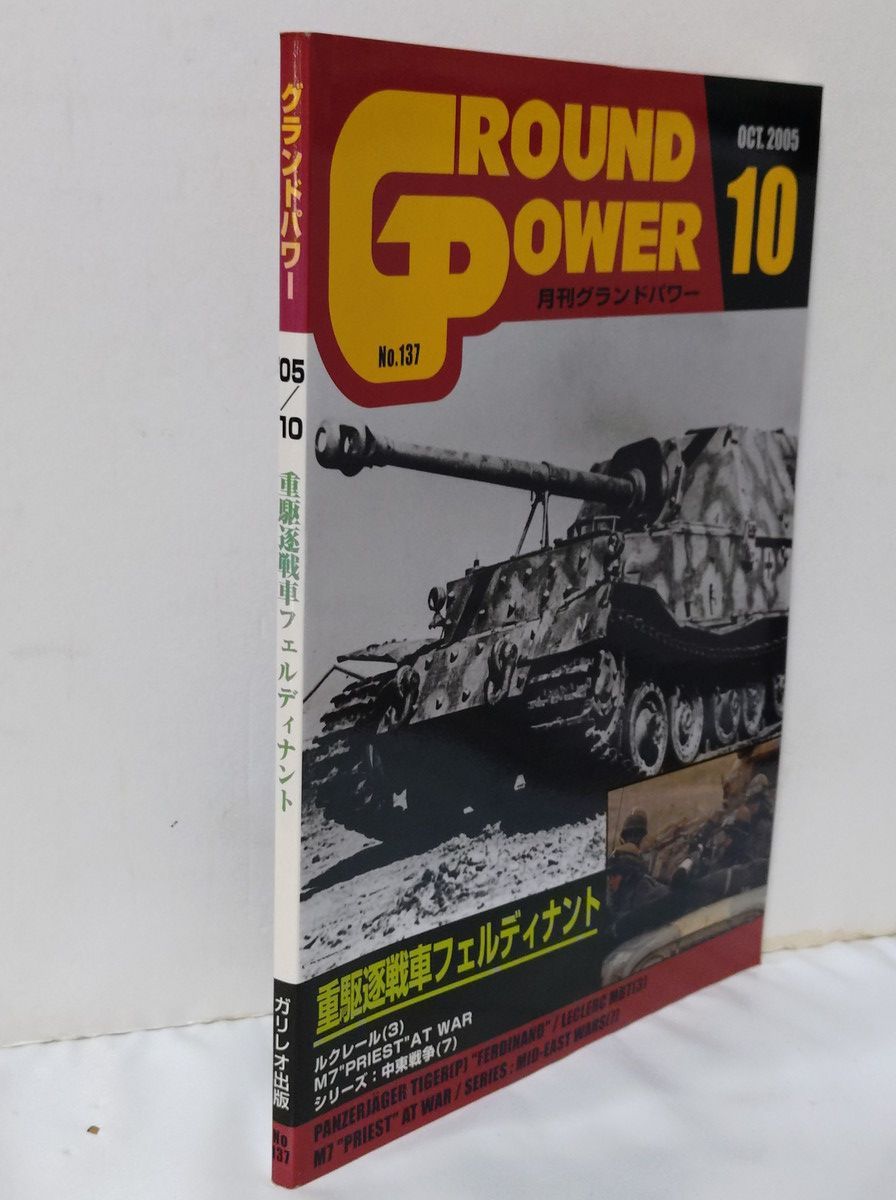 グランドパワー
'05/10
重駆逐戦車フェルディナント
ガリレオ出版
No
137
GROUND
POWER
月刊グランドパワー
No.137
OCT. 2005
10
重駆逐戦車フェルディナント
ルクレール(3)
M7"PRIEST"AT WAR
シリーズ:中東戦争(7)
PANZERJÄGER TIGER(P) "FERDINAND" / LECLERC MBT(3)
M7 "PRIEST" AT WAR / SERIES : MID-EAST WARS(7)